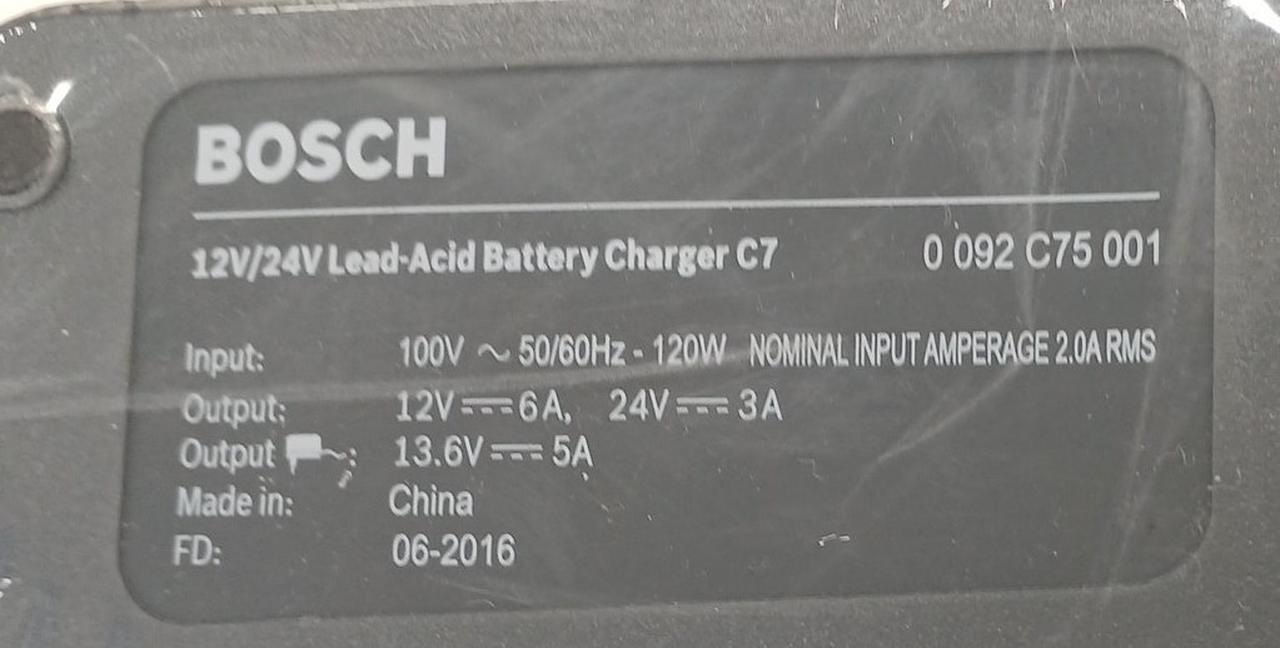 BOSCH
12V/24V Lead-Acid Battery Charger C7 0 092 C75 001
Input: 100V ~ 50/60Hz - 120W NOMINAL INPUT AMPERAGE 2.0A RMS
Output: 12V⎓6A, 24V⎓3A
Output : 13.6V⎓5A
Made in: China
FD: 06-2016